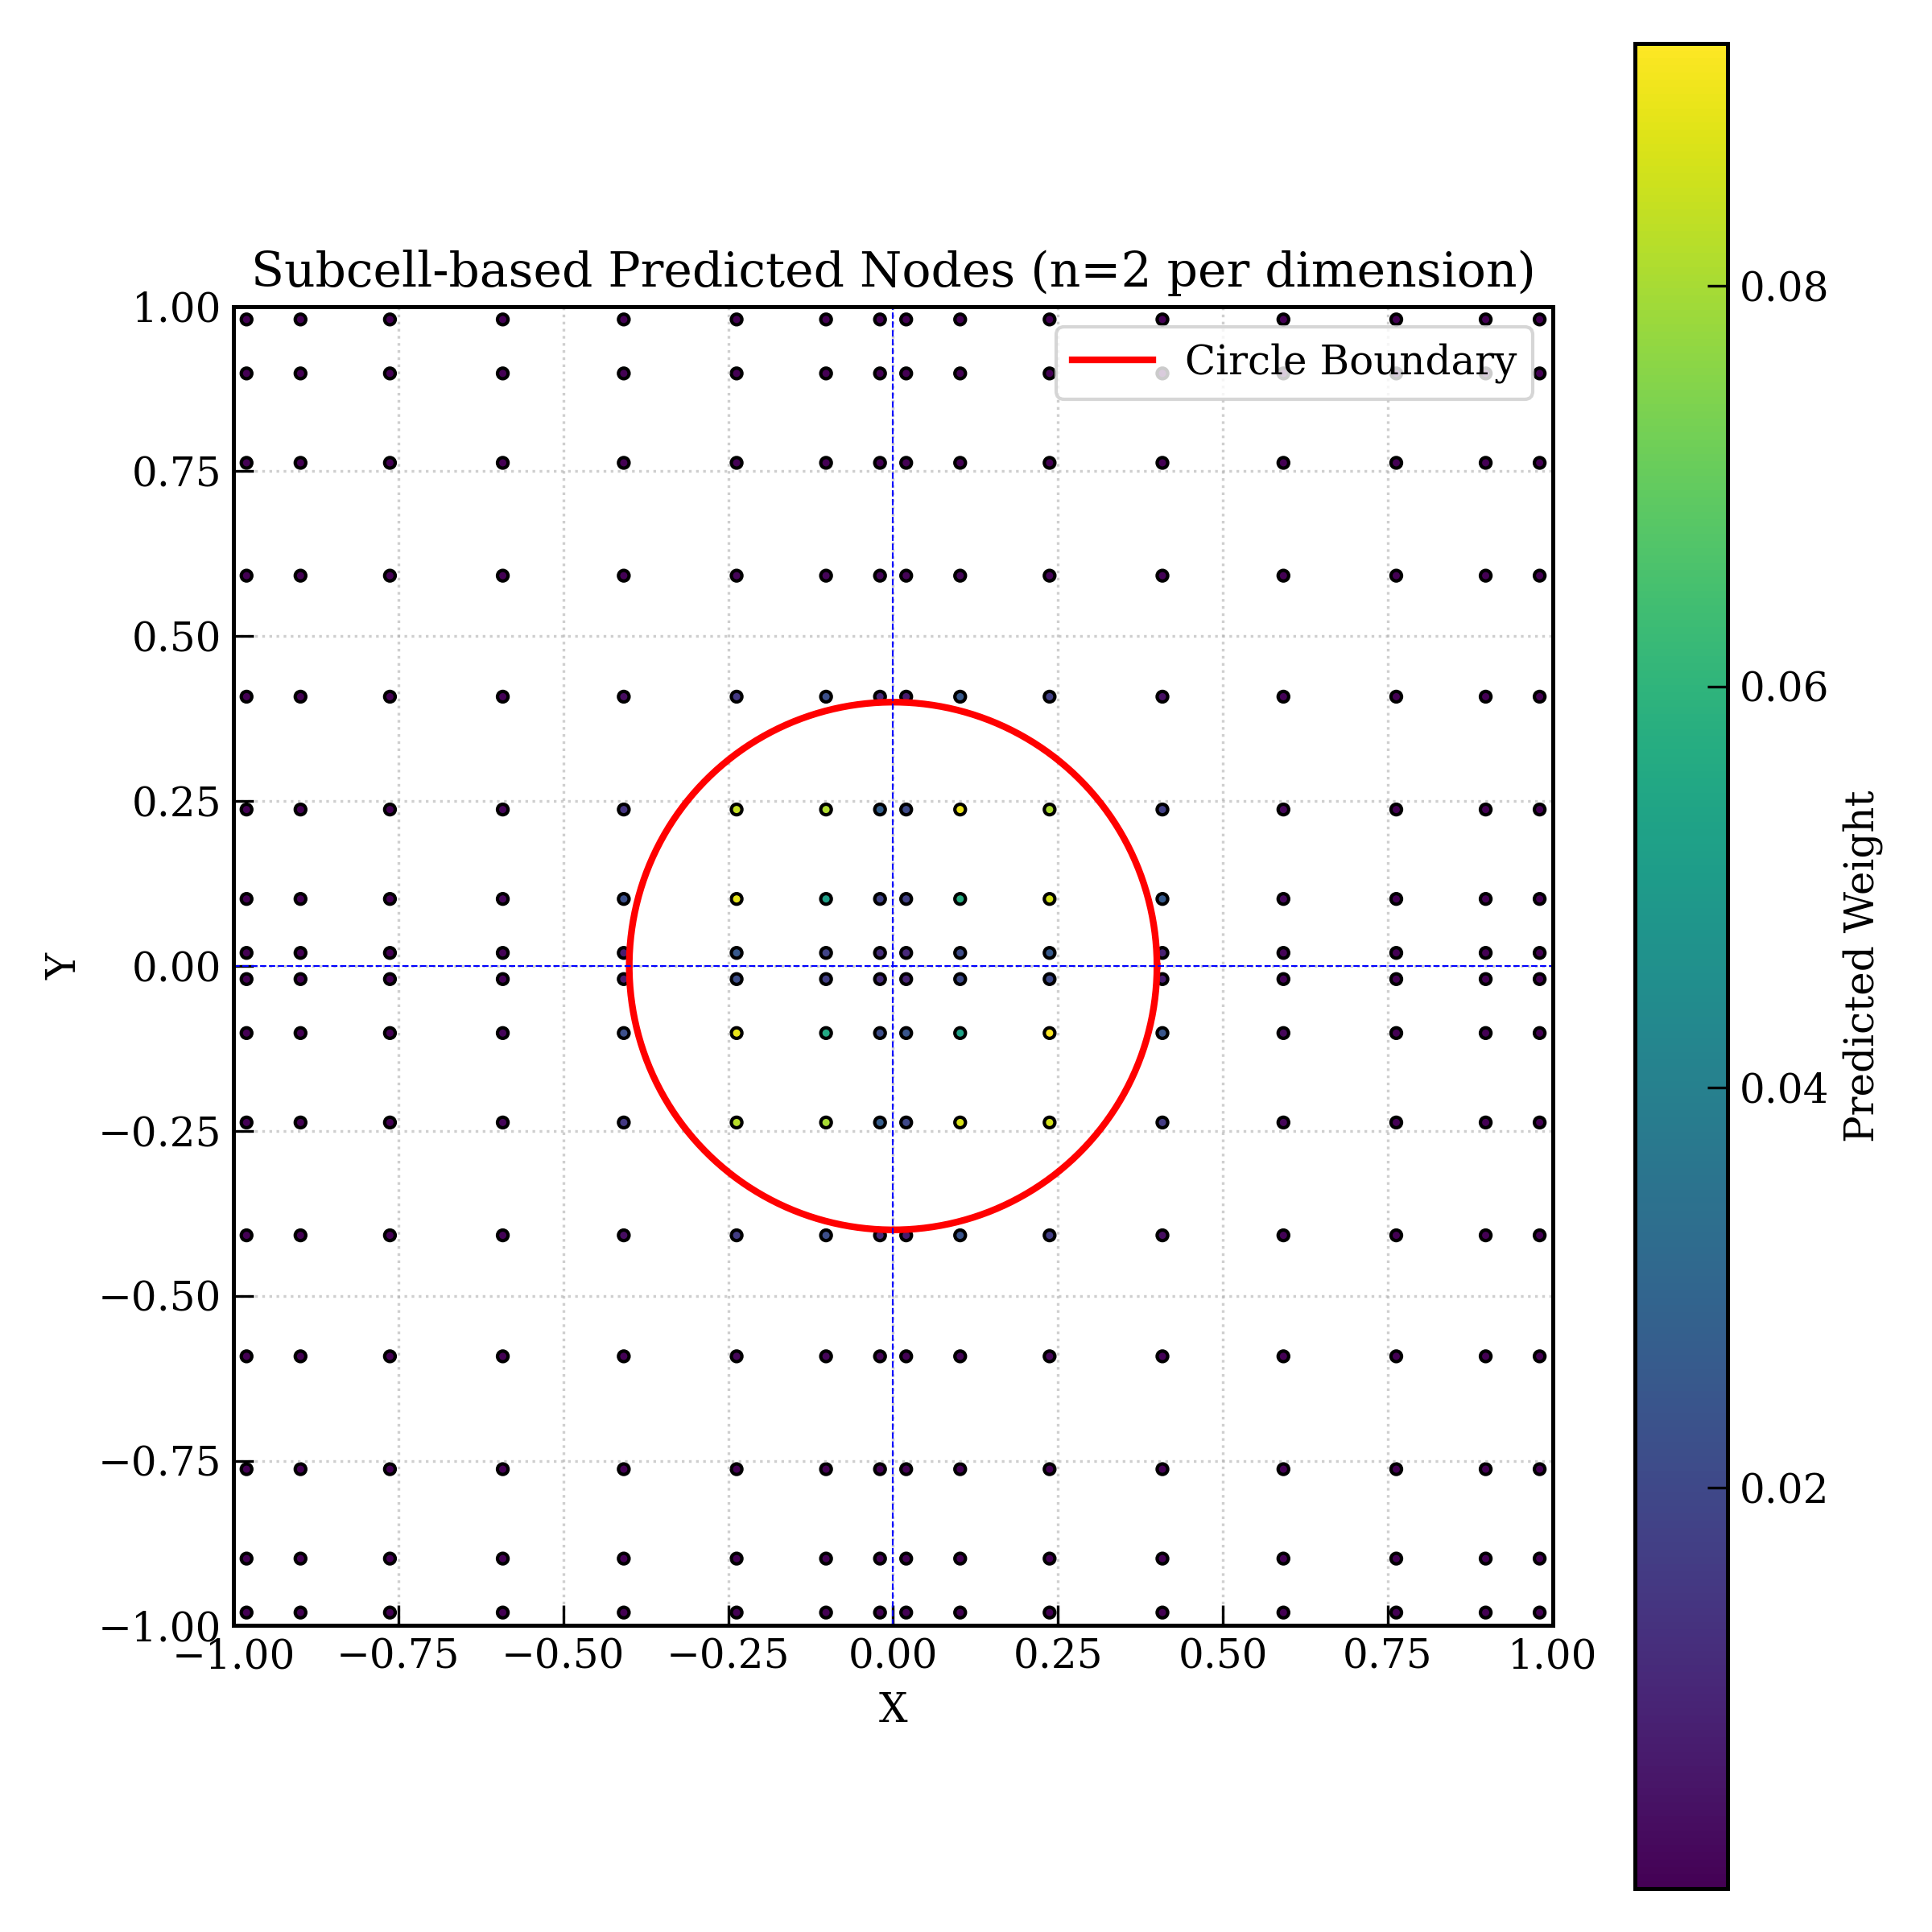 Subcell-based Predicted Nodes (n=2 per dimension)
Circle Boundary
1.00
0.75
0.50
0.25
0.00
−0.25
−0.50
−0.75
−1.00
Y
−1.00 −0.75 −0.50 −0.25 0.00 0.25 0.50 0.75 1.00
X
0.08
0.06
0.04
0.02
Predicted Weight